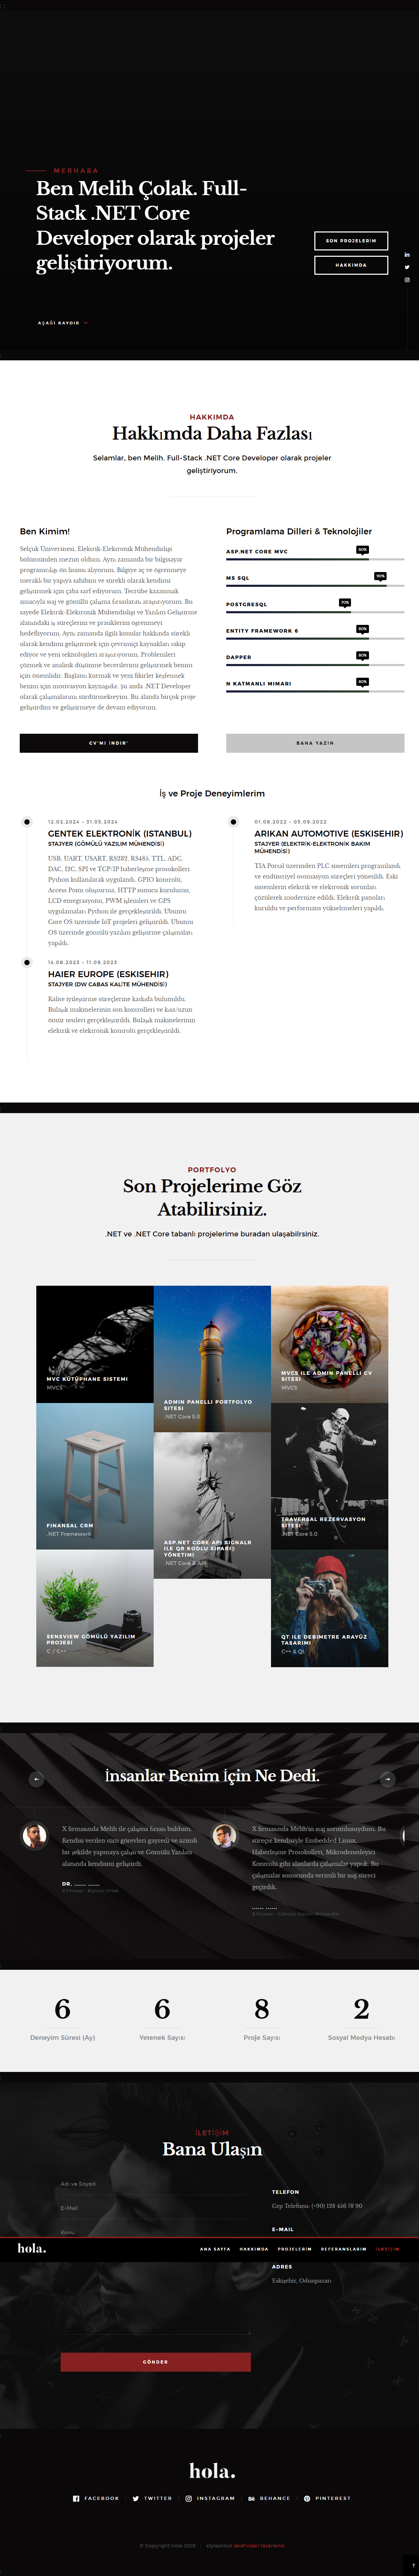 MERHABA
Ben Melih Çolak. Full-
Stack .NET Core
Developer olarak projeler
geliştiriyorum.
SON PROJELERİM
HAKKIMDA
AŞAĞI KAYDIR
HAKKIMDA
Hakkımda Daha Fazlası
Selamlar, ben Melih. Full-Stack .NET Core Developer olarak projeler
geliştiriyorum.
Ben Kimim!
Selçuk Üniversitesi, Elektrik-Elektronik Mühendisliği
bölümünden mezun oldum. Aynı zamanda bir bilgisayar
programcılığı ön lisansı alıyorum. Bilgiye aç ve öğrenmeye
meraklı bir yapıya sahibim ve sürekli olarak kendimi
geliştirmek için çaba sarf ediyorum. Tecrübe kazanmak
amacıyla staj ve gönüllü çalışma fırsatlarını araştırıyorum. Bu
sayede Elektrik-Elektronik Mühendisliği ve Yazılım Geliştirme
alanındaki iş süreçlerini ve pratiklerini öğrenmeyi
hedefliyorum. Aynı zamanda ilgili konular hakkında sürekli
olarak kendimi geliştirmek için çevrimiçi kaynakları takip
ediyor ve yeni teknolojileri araştırıyorum. Problemleri
çözmek ve analitik düşünme becerilerimi geliştirmek benim
için önemlidir. Bağlantı kurmak ve yeni fikirler keşfetmek
benim için motivasyon kaynağıdır. Şu anda .NET Developer
olarak çalışmalarımı sürdürmekteyim. Bu alanda birçok proje
geliştirdim ve geliştirmeye de devam ediyorum.
Programlama Dilleri & Teknolojiler
ASP.NET CORE MVC
80%
MS SQL
90%
POSTGRESQL
70%
ENTITY FRAMEWORK 6
80%
DAPPER
80%
N KATMANLI MIMARI
80%
CV'MI İNDIR'
BANA YAZIN
İş ve Proje Deneyimlerim
12.02.2024 - 31.05.2024
GENTEK ELEKTRONİK (ISTANBUL)
STAJYER (GÖMÜLÜ YAZILIM MÜHENDİSİ)
USB, UART, USART, RS232, RS485, TTL, ADC,
DAC, I2C, SPI ve TCP/IP haberleşme protokolleri
Python kullanılarak uygulandı. GPIO kontrolü,
Access Point oluşturma, HTTP sunucu kurulumu,
LCD entegrasyonu, PWM işlemleri ve GPS
uygulamaları Python ile gerçekleştirildi. Ubuntu
Core OS üzerinde IoT projeleri geliştirildi. Ubuntu
OS üzerinde gömülü yazılım geliştirme çalışmaları
yapıldı.
14.08.2023 - 11.09.2023
HAIER EUROPE (ESKISEHIR)
STAJYER (DW CABAS KALİTE MÜHENDİSİ)
Kalite iyileştirme süreçlerine katkıda bulunuldu.
Bulaşık makinelerinin son kontrolleri ve kısa/uzun
ömür testleri gerçekleştirildi. Bulaşık makinelerinin
elektrik ve elektronik kontrolü gerçekleştirildi.
01.08.2022 - 05.09.2022
ARIKAN AUTOMOTIVE (ESKISEHIR)
STAJYER (ELEKTRİK-ELEKTRONİK BAKIM
MÜHENDİSİ)
TIA Portal üzerinden PLC sistemleri programlandı
ve endüstriyel otomasyon süreçleri yönetildi. Eski
sistemlerin elektrik ve elektronik sorunları
çözülerek modernize edildi. Elektrik panoları
kuruldu ve performans yükseltmeleri yapıldı.
PORTFOLYO
Son Projelerime Göz
Atabilirsiniz.
.NET ve .NET Core tabanlı projelerime buradan ulaşabilirsiniz.
MVC KÜTÜPHANE SISTEMI
MVC5
ADMIN PANELLI PORTFOLYO
SITESI
.NET Core 5.0
MVC5 ILE ADMIN PANELLI CV
SITESI
MVC5
FINANSAL CRM
.NET Framework
ASP.NET CORE API SIGNALR
ILE QR KODLU SIPARIŞ
YÖNETIMI
.NET Core & API
TRAVERSAL REZERVASYON
SITESI
.NET Core 5.0
SENSVIEW GÖMÜLÜ YAZILIM
PROJESI
C / C++
QT ILE DEBIMETRE ARAYÜZ
TASARIMI
C++ & Qt
İnsanlar Benim İçin Ne Dedi.
X firmasında Melih ile çalışma fırsatı buldum.
Kendisi verilen tüm görevleri gayretli ve azimli
bir şekilde yapmaya çalıştı ve Gömülü Yazılım
alanında kendisini geliştirdi.
DR. ...... ......
X Firması - Kurucu Ortak
X firmasında Melih'in staj sorumlusuydum. Bu
süreçte kendisiyle Embedded Linux,
Haberleşme Protokolleri, Mikrodenetleyici
Kontrolü gibi alanlarda çalışmalar yaptık. Bu
çalışmalar sonucunda verimli bir staj süreci
geçirdik.
...... ......
6
Deneyim Süresi (Ay)
6
Yetenek Sayısı
8
Proje Sayısı
2
Sosyal Medya Hesabı
İLETİŞİM
Bana Ulaşın
Adı ve Soyadı
E-Mail
Konu
TELEFON
Cep Telefonu: (+90) 123 456 78 90
E-MAIL
hola.
ANA SAYFA
HAKKIMDA
PROJELERİM
REFERANSLARIM
İLETİŞİM
ADRES
Eskişehir, Odunpazarı
GÖNDER
hola.
FACEBOOK
TWITTER
INSTAGRAM
BEHANCE
PINTEREST
© Copyright Hola 2025
styleshout tarafından tasarlandı